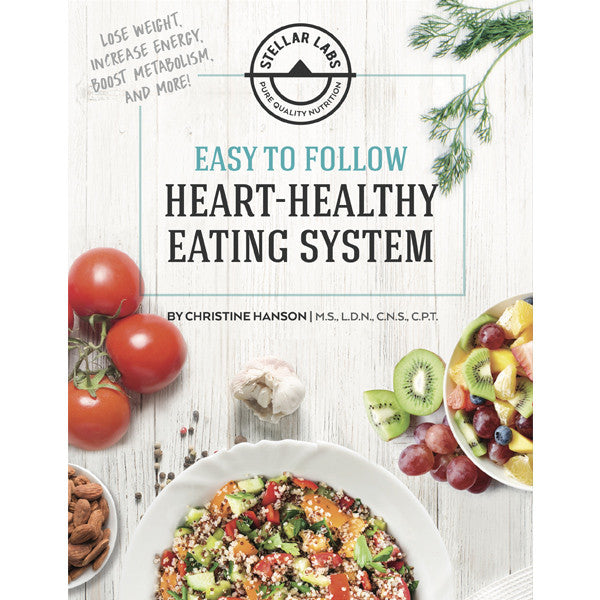 LOSE WEIGHT,
INCREASE ENERGY,
BOOST METABOLISM,
AND MORE!
STELLAR LABS
PURE QUALITY NUTRITION
EASY TO FOLLOW
HEART-HEALTHY
EATING SYSTEM
BY CHRISTINE HANSON | M.S., L.D.N., C.N.S., C.P.T.